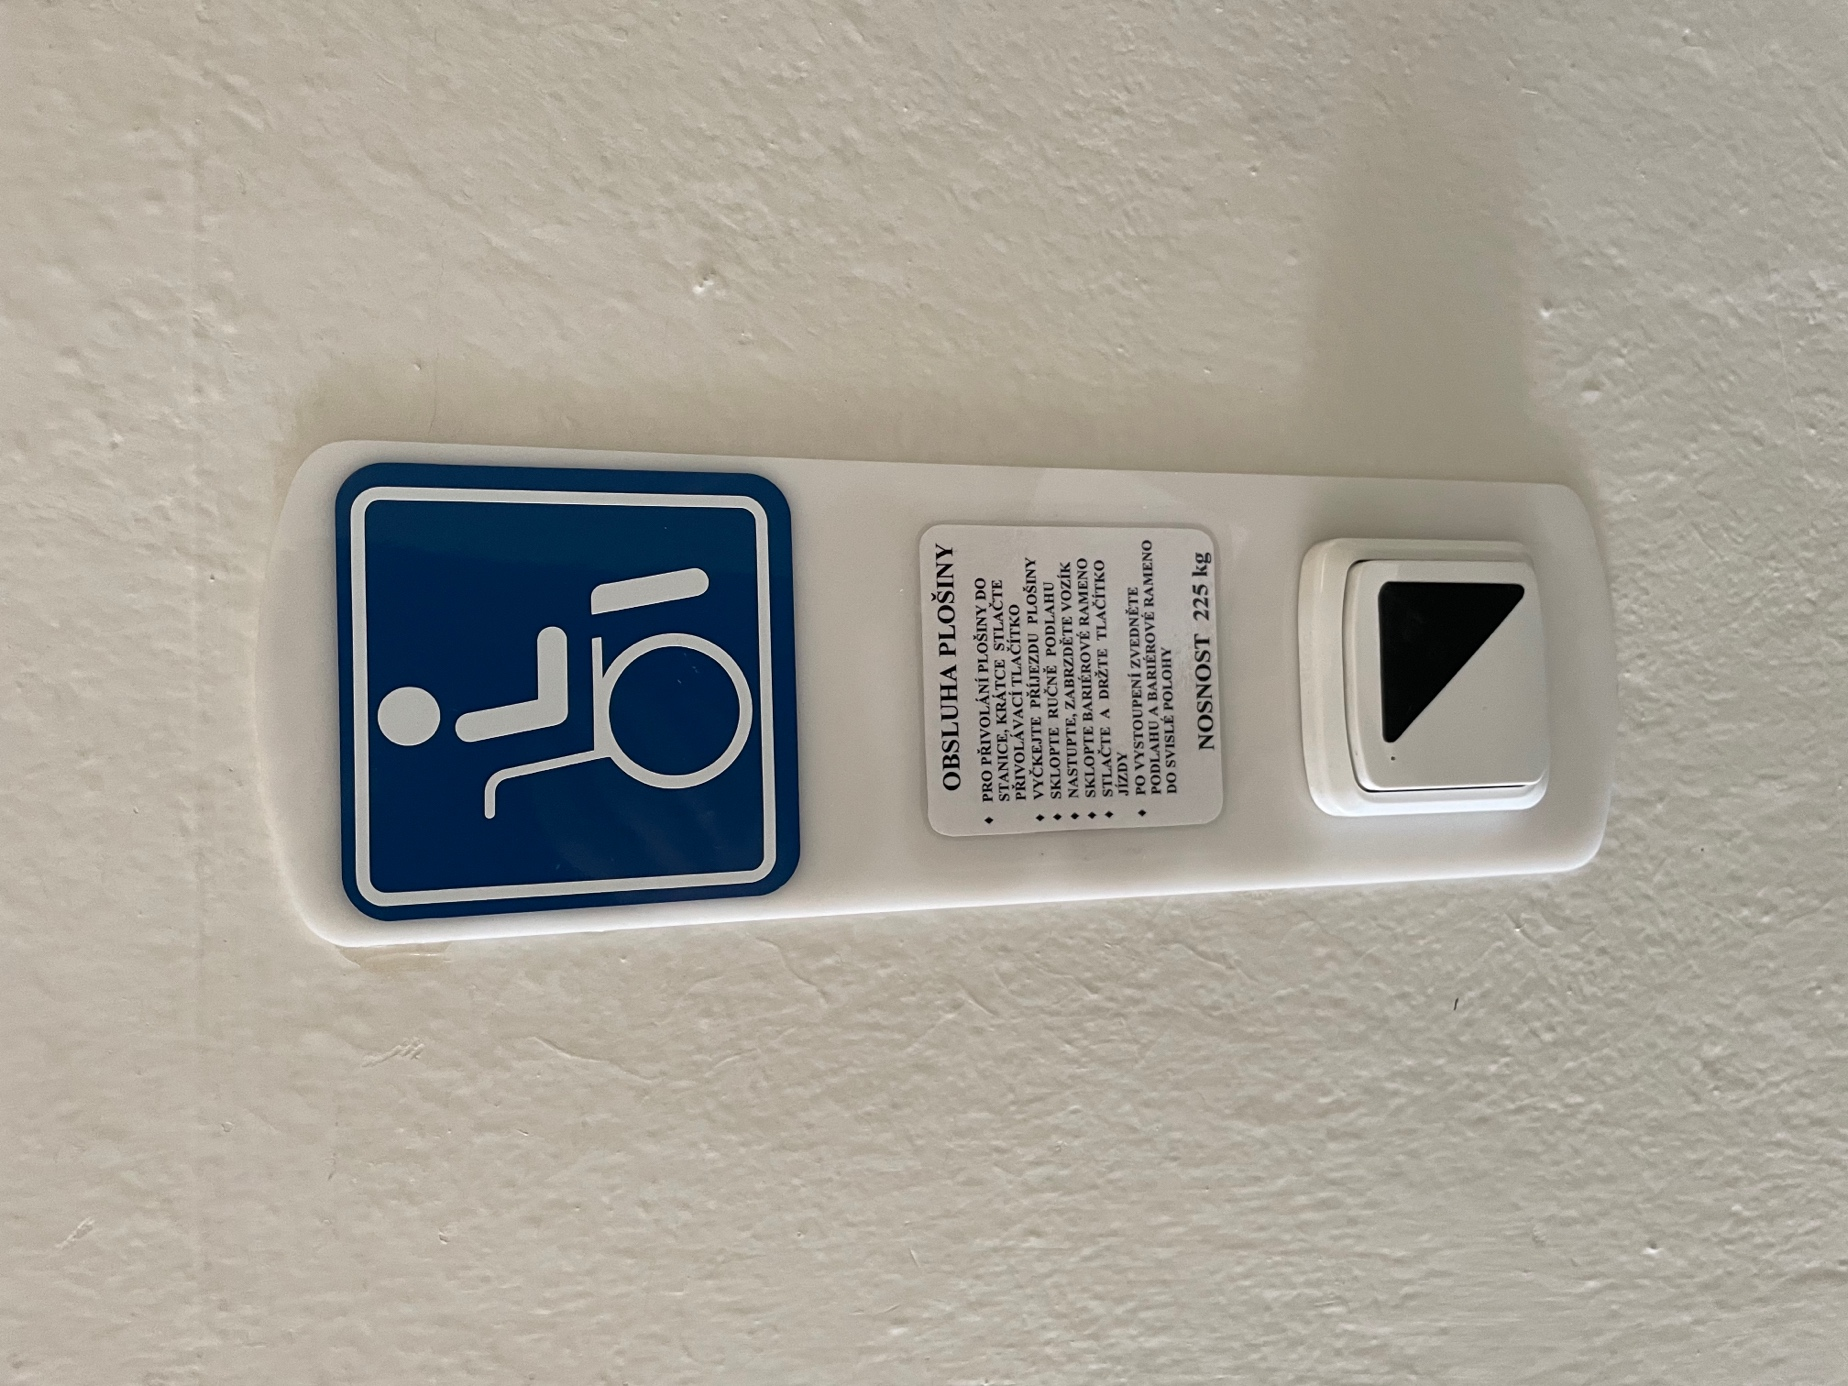 OBSLUHA PLOŠINY
♦ PRO PŘIVOLÁNÍ PLOŠINY DO
STANICE, KRÁTCE STLAČTE
PŘIVOLÁVACÍ TLAČÍTKO
♦ VYČKEJTE PŘÍJEZDU PLOŠINY
♦ SKLOPTE RUČNĚ PODLAHU
♦ NASTUPTE, ZABRZDĚTE VOZÍK
♦ SKLOPTE BARIÉROVÉ RAMENO
♦ STLAČTE A DRŽTE TLAČÍTKO
JÍZDY
♦ PO VYSTOUPENÍ ZVEDNĚTE
PODLAHU A BARIÉROVÉ RAMENO
DO SVISLÉ POLOHY
NOSNOST 225 kg